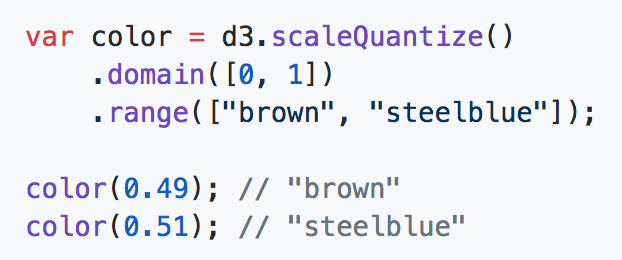 var color = d3.scaleQuantize()
    .domain([0, 1])
    .range(["brown", "steelblue"]);

color(0.49); // "brown"
color(0.51); // "steelblue"